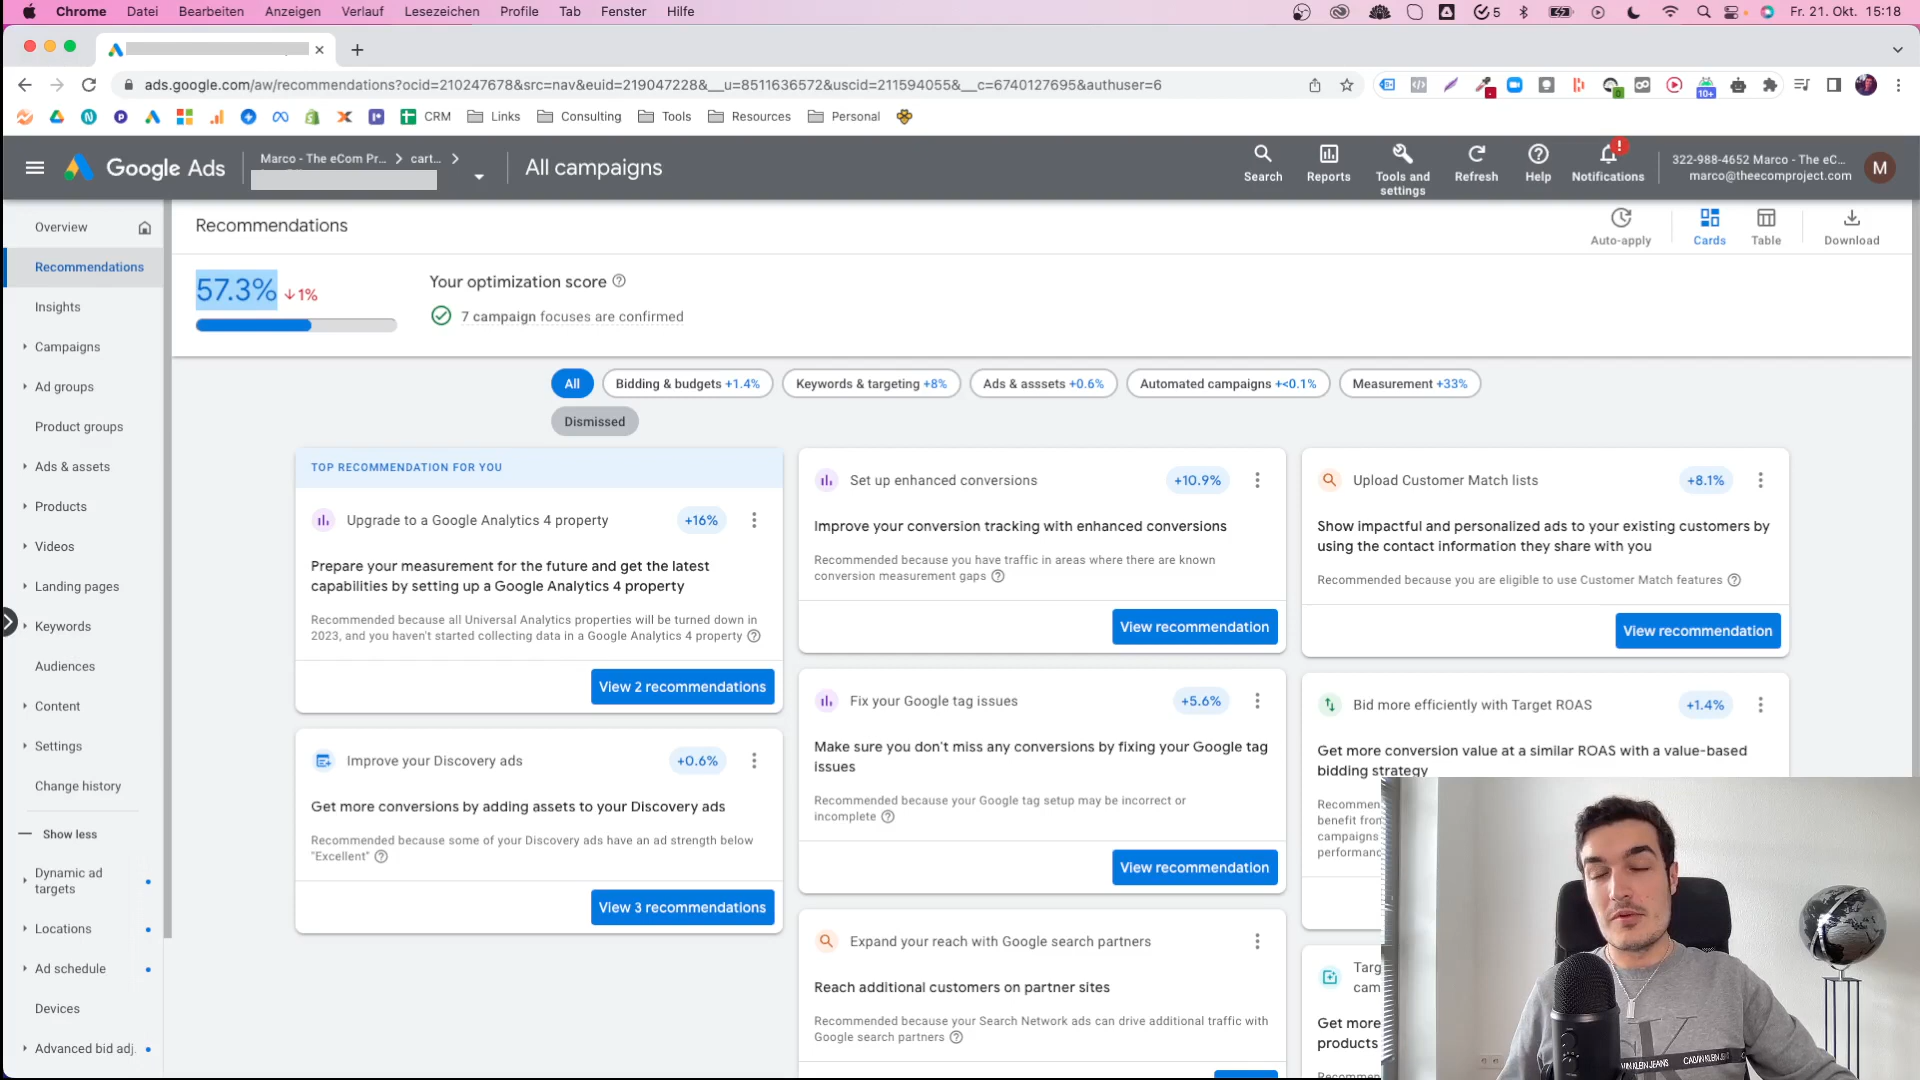 Chrome Datei Bearbeiten Anzeigen Verlauf Lesezeichen Profile Tab Fenster Hilfe 5 Fr. 21. Okt. 15:18
ads.google.com/aw/recommendations?ocid=210247678&src=nav&euid=219047228&__u=8511636572&uscid=211594055&__c=6740127695&authuser=6
10+
CRM Links Consulting Tools Resources Personal
Google Ads
Marco - The eCom Pr... cart...
All campaigns
Search
Reports
Tools and settings
Refresh
Help
Notifications
322-988-4652 Marco - The eC...
marco@theecomproject.com
M
Overview
Recommendations
Insights
Campaigns
Ad groups
Product groups
Ads & assets
Products
Videos
Landing pages
Keywords
Audiences
Content
Settings
Change history
Show less
Dynamic ad
targets
Locations
Ad schedule
Devices
Advanced bid adj.
Recommendations
Auto-apply
Cards
Table
Download
57.3% 1%
Your optimization score
7 campaign focuses are confirmed
All
Bidding & budgets +1.4%
Keywords & targeting +8%
Ads & asssets +0.6%
Automated campaigns +<0.1%
Measurement +33%
Dismissed
TOP RECOMMENDATION FOR YOU
Upgrade to a Google Analytics 4 property +16%
Prepare your measurement for the future and get the latest
capabilities by setting up a Google Analytics 4 property
Recommended because all Universal Analytics properties will be turned down in
2023, and you haven't started collecting data in a Google Analytics 4 property
View 2 recommendations
Improve your Discovery ads +0.6%
Get more conversions by adding assets to your Discovery ads
Recommended because some of your Discovery ads have an ad strength below
"Excellent"
View 3 recommendations
Set up enhanced conversions +10.9%
Improve your conversion tracking with enhanced conversions
Recommended because you have traffic in areas where there are known
conversion measurement gaps
View recommendation
Fix your Google tag issues +5.6%
Make sure you don't miss any conversions by fixing your Google tag
issues
Recommended because your Google tag setup may be incorrect or
incomplete
View recommendation
Expand your reach with Google search partners
Reach additional customers on partner sites
Recommended because your Search Network ads can drive additional traffic with
Google search partners
Upload Customer Match lists +8.1%
Show impactful and personalized ads to your existing customers by
using the contact information they share with you
Recommended because you are eligible to use Customer Match features
View recommendation
Bid more efficiently with Target ROAS +1.4%
Get more conversion value at a similar ROAS with a value-based
bidding strategy
Recommen
benefit fron
campaigns
performanc
Targ
cam
Get more
products
Recommen
CALVIN KLEIN JEANS